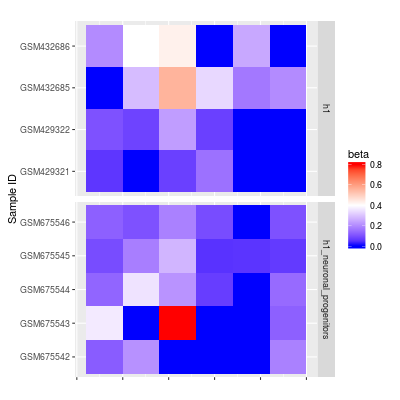 GSM432686
GSM432685
GSM429322
GSM429321
h1
GSM675546
GSM675545
GSM675544
GSM675543
GSM675542
h1_neuronal_progenitors
Sample ID
beta
0.8
0.6
0.4
0.2
0.0